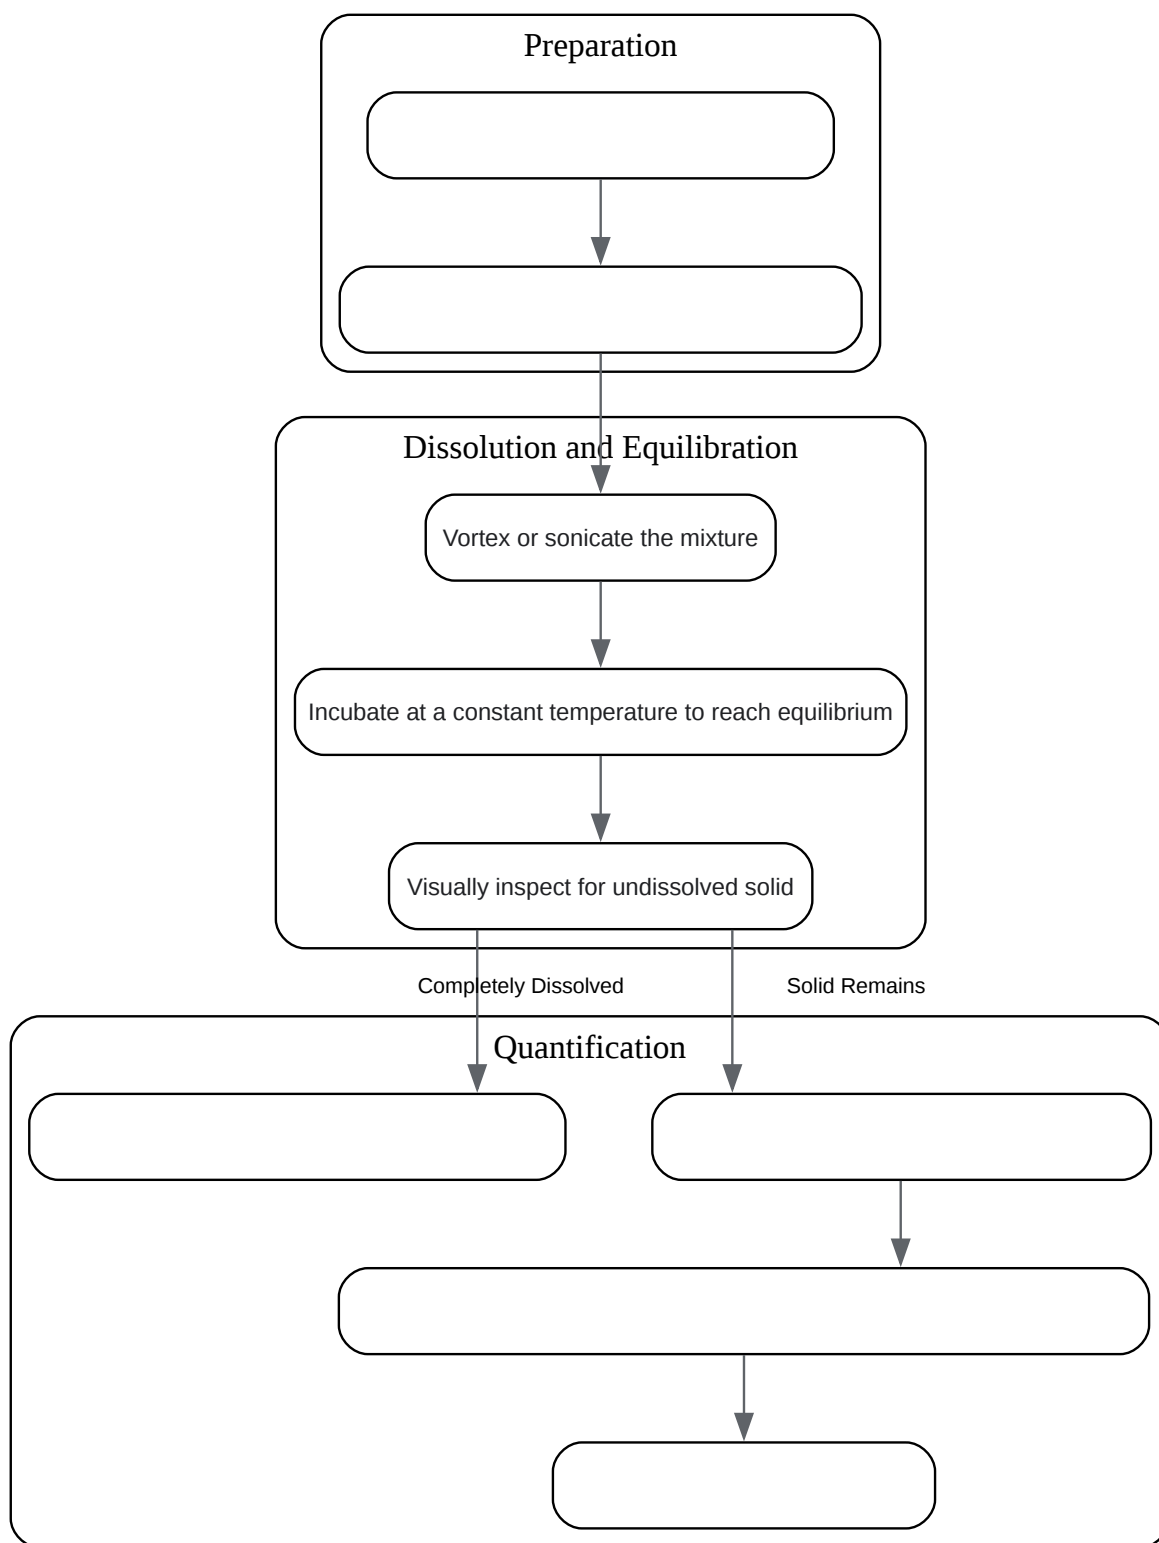 Preparation
Dissolution and Equilibration
Vortex or sonicate the mixture
Incubate at a constant temperature to reach equilibrium
Visually inspect for undissolved solid
Completely Dissolved
Solid Remains
Quantification